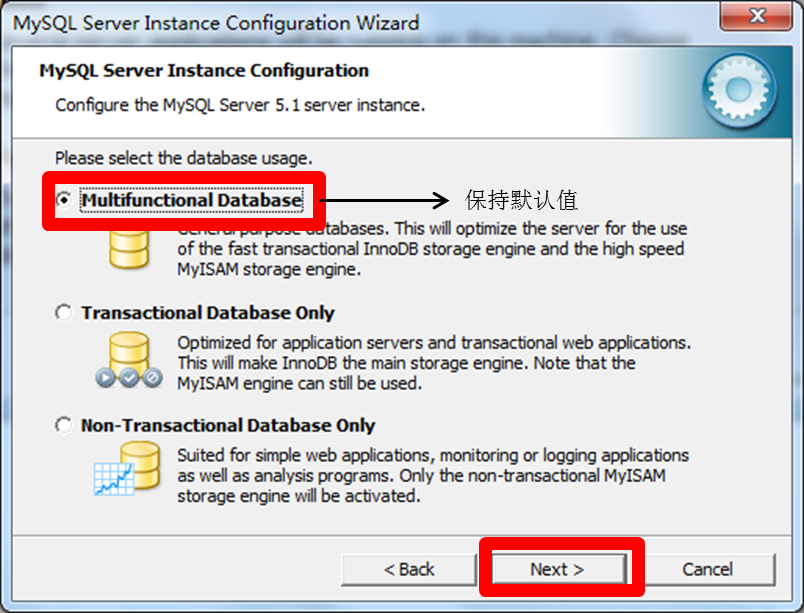 MySQL Server Instance Configuration Wizard
MySQL Server Instance Configuration
Configure the MySQL Server 5.1 server instance.
Please select the database usage.
Multifunctional Database
保持默认值
General purpose databases. This will optimize the server for the use
of the fast transactional InnoDB storage engine and the high speed
MyISAM storage engine.
Transactional Database Only
Optimized for application servers and transactional web applications.
This will make InnoDB the main storage engine. Note that the
MyISAM engine can still be used.
Non-Transactional Database Only
Suited for simple web applications, monitoring or logging applications
as well as analysis programs. Only the non-transactional MyISAM
storage engine will be activated.
< Back
Next >
Cancel